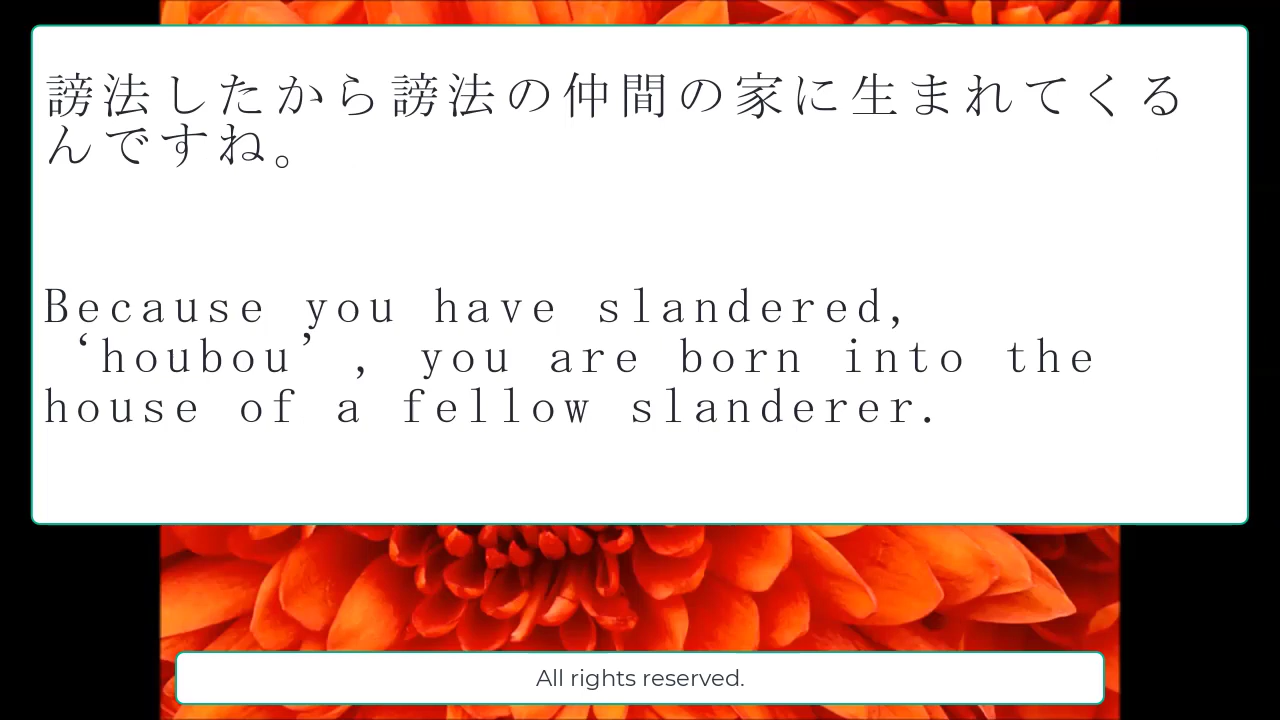 謗法したから謗法の仲間の家に生まれてくる
んですね。
Because you have slandered,
‘houbou’, you are born into the
house of a fellow slanderer.
All rights reserved.